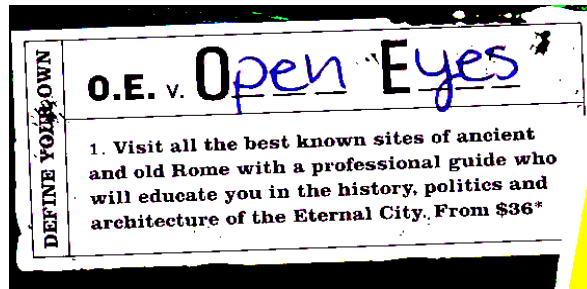 DEFINE YOUR OWN
O.E. v. Open Eyes
1. Visit all the best known sites of ancient
and old Rome with a professional guide who
will educate you in the history, politics and
architecture of the Eternal City. From $36*